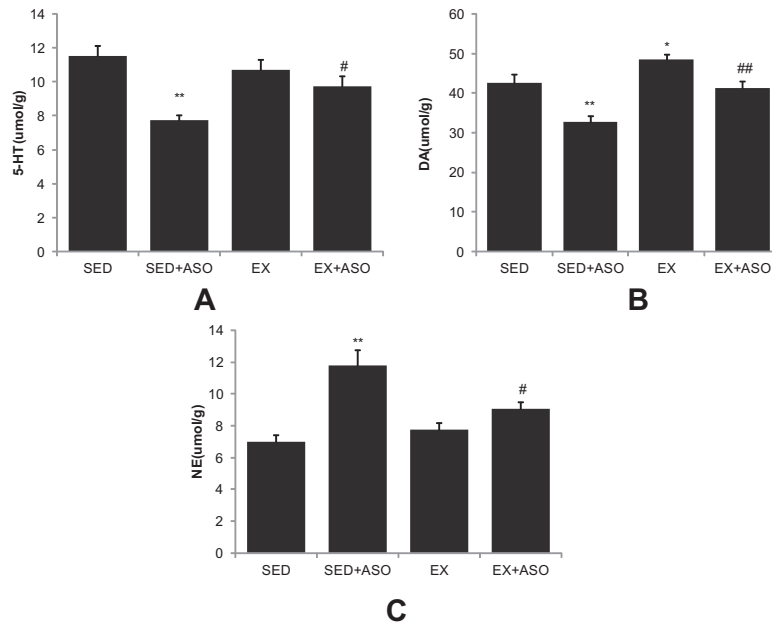 14
12
10
8
6
4
2
0
5-HT(umol/g)
**
#
SED
SED+ASO
EX
EX+ASO
A
60
50
40
30
20
10
0
DA(umol/g)
**
*
##
SED
SED+ASO
EX
EX+ASO
B
14
12
10
8
6
4
2
0
NE(umol/g)
**
#
SED
SED+ASO
EX
EX+ASO
C